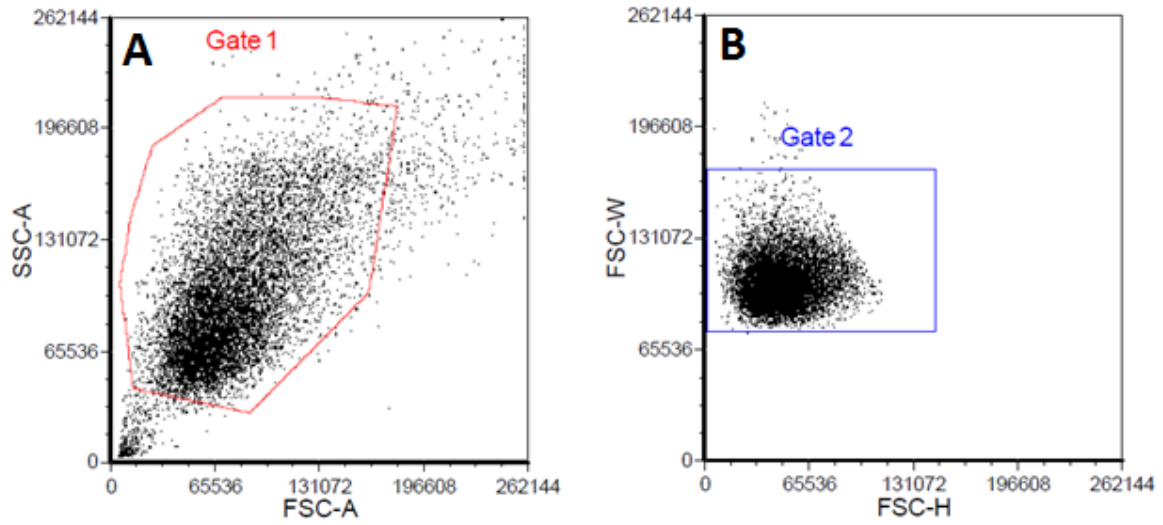 A
Gate 1
262144
196608
131072
65536
0
SSC-A
0 65536 131072 196608 262144
FSC-A
B
Gate 2
262144
196608
131072
65536
0
FSC-W
0 65536 131072 196608 262144
FSC-H